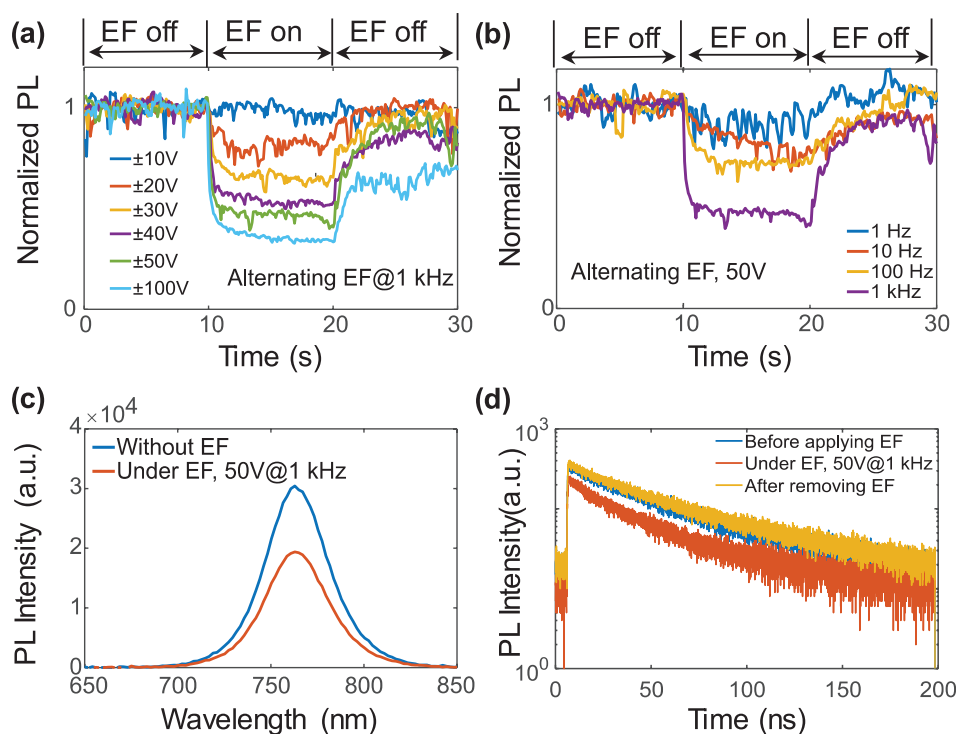 (a)
EF off EF on EF off
Normalized PL
1
0
±10V
±20V
±30V
±40V
±50V
±100V
Alternating EF@1 kHz
0 10 20 30
Time (s)
(b)
EF off EF on EF off
Normalized PL
1
0
1 Hz
10 Hz
100 Hz
1 kHz
Alternating EF, 50V
0 10 20 30
Time (s)
(c)
4 ×10^4
3
2
1
0
PL Intensity (a.u.)
Without EF
Under EF, 50V@1 kHz
650 700 750 800 850
Wavelength (nm)
(d)
10^3
10^0
PL Intensity(a.u.)
Before applying EF
Under EF, 50V@1 kHz
After removing EF
0 50 100 150 200
Time (ns)